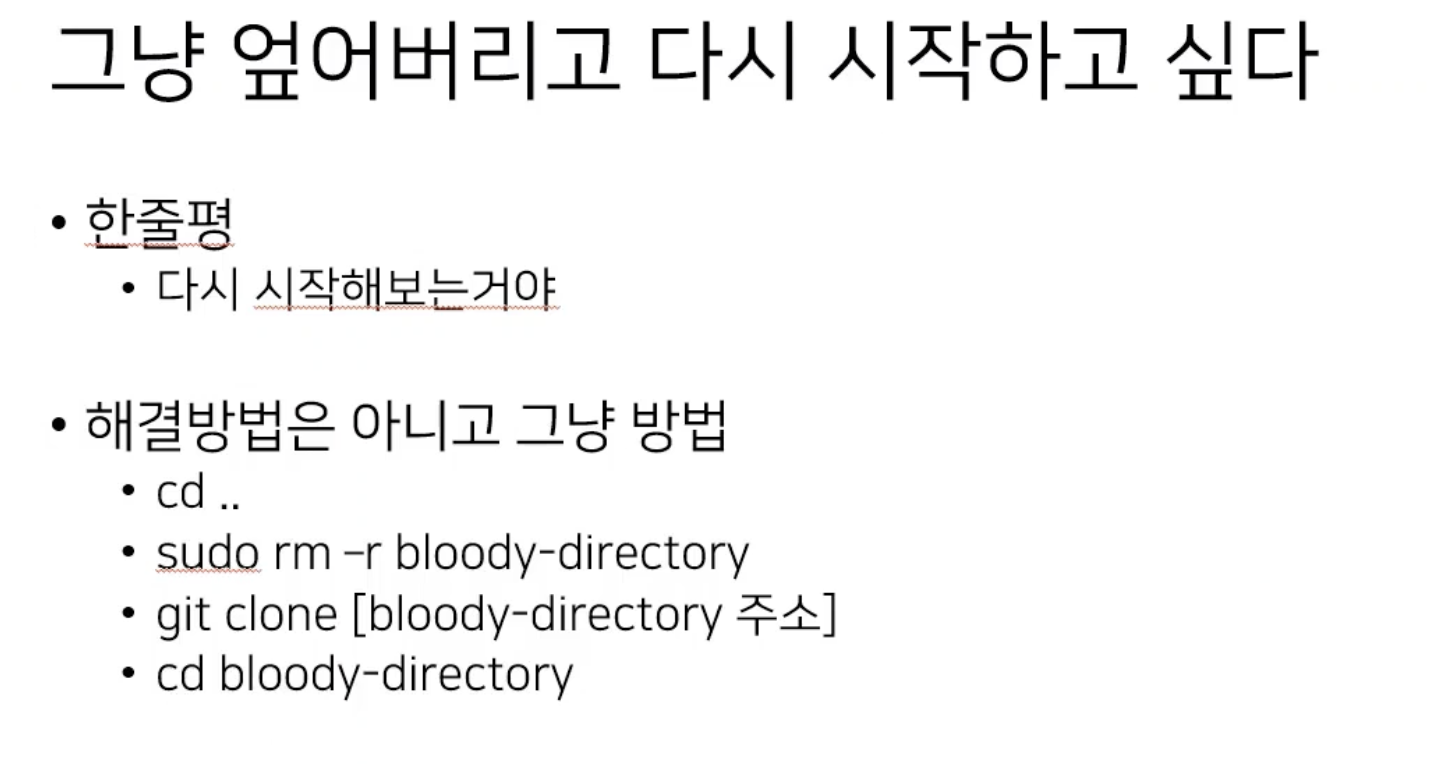 그냥 엎어버리고 다시 시작하고 싶다
• 한줄평
• 다시 시작해보는거야
• 해결방법은 아니고 그냥 방법
• cd ..
• sudo rm –r bloody-directory
• git clone [bloody-directory 주소]
• cd bloody-directory